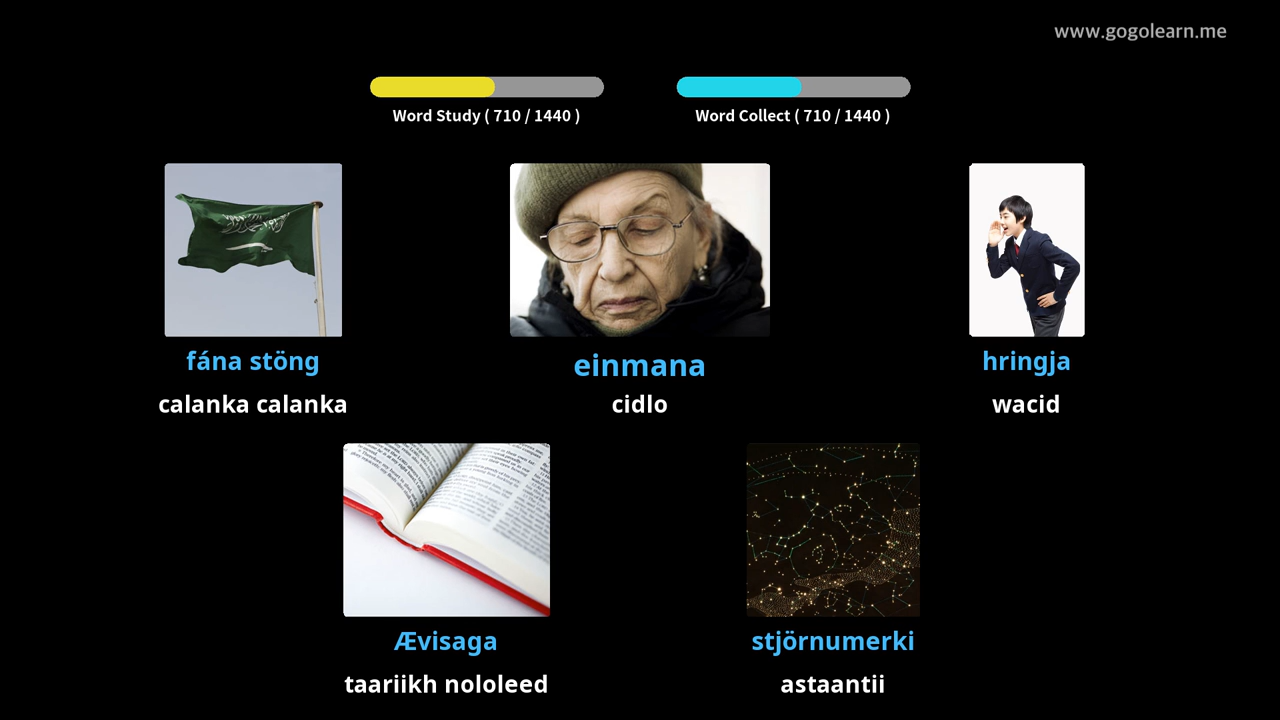 www.gogolearn.me
Word Study ( 710 / 1440 )
Word Collect ( 710 / 1440 )
fána stöng
einmana
hringja
calanka calanka
cidlo
wacid
Ævisaga
stjörnumerki
taariikh nololeed
astaantii